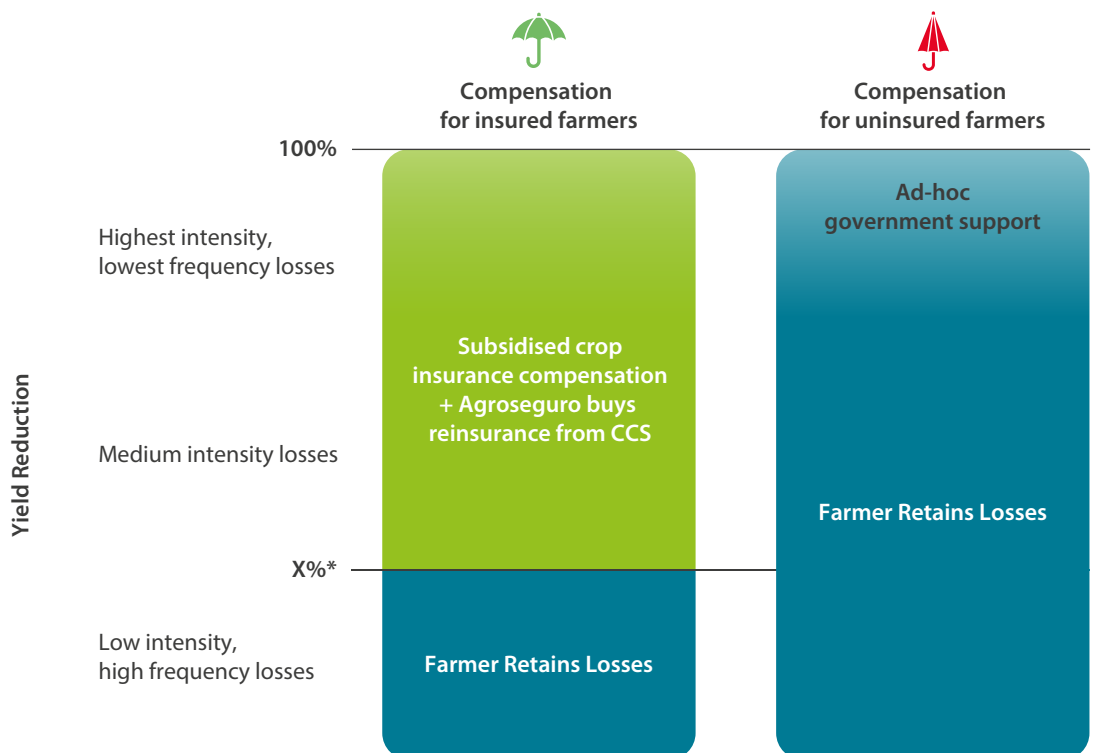 Compensation
for insured farmers
Compensation
for uninsured farmers
100%
Ad-hoc
government support
Highest intensity,
lowest frequency losses
Subsidised crop
insurance compensation
+ Agroseguro buys
reinsurance from CCS
Yield Reduction
Medium intensity losses
Farmer Retains Losses
X%*
Low intensity,
high frequency losses
Farmer Retains Losses